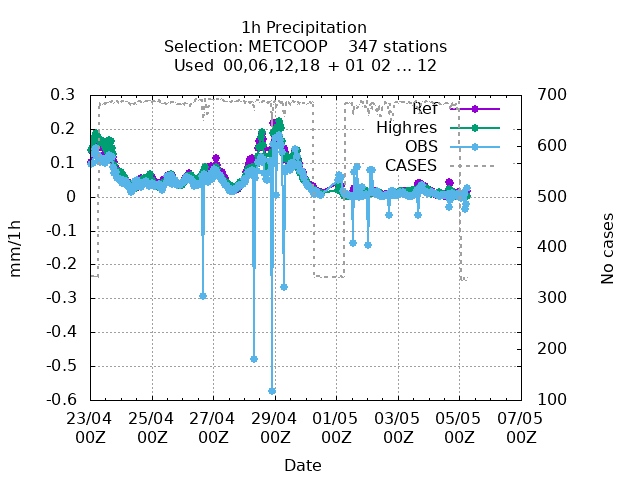 1h Precipitation
Selection: METCOOP 347 stations
Used 00,06,12,18 + 01 02 ... 12
0.3 700
Ref
0.2 Highres 600
OBS
0.1 CASES
0 500
-0.1 400
-0.2
-0.3 300
-0.4 200
-0.5
-0.6 100
mm/1h
No cases
23/04 25/04 27/04 29/04 01/05 03/05 05/05 07/05
00Z 00Z 00Z 00Z 00Z 00Z 00Z 00Z
Date